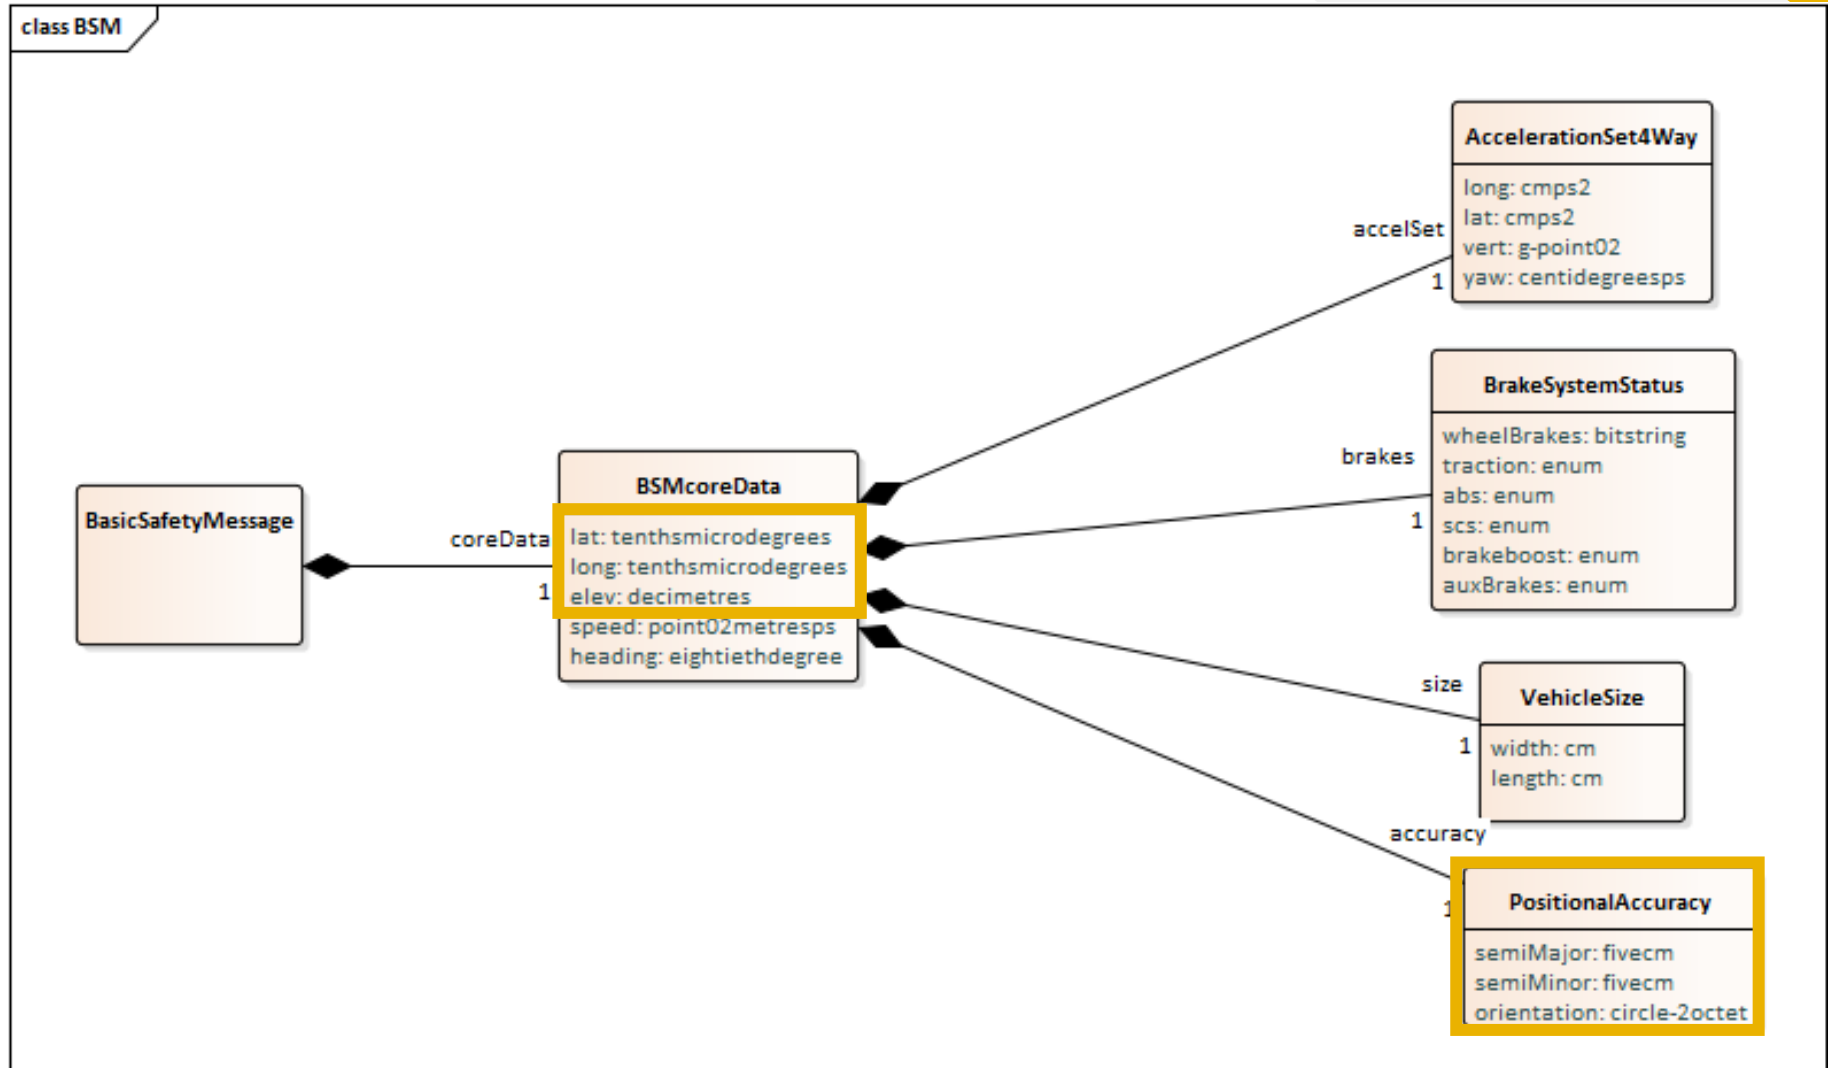 class BSM
AccelerationSet4Way
long: cmps2
lat: cmps2
vert: g-point02
yaw: centidegreesps
accelSet
1
BrakeSystemStatus
wheelBrakes: bitstring
traction: enum
abs: enum
scs: enum
brakeboost: enum
auxBrakes: enum
brakes
1
BasicSafetyMessage
coreData
1
BSMcoreData
lat: tenthsmicrodegrees
long: tenthsmicrodegrees
elev: decimetres
speed: point02metresps
heading: eightiethdegree
size
1
VehicleSize
width: cm
length: cm
accuracy
1
PositionalAccuracy
semiMajor: fivecm
semiMinor: fivecm
orientation: circle-2octet